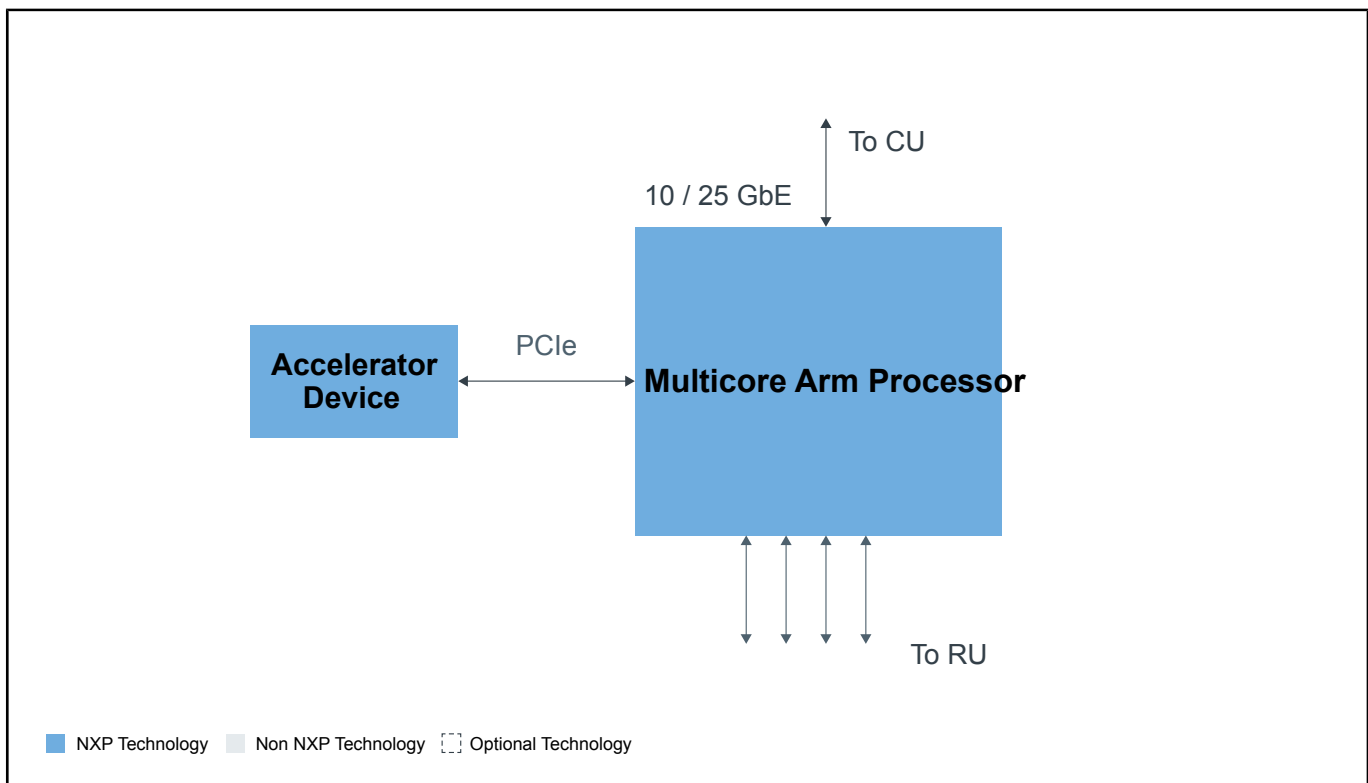 To CU
10 / 25 GbE
PCIe
Accelerator
Device
Multicore Arm Processor
To RU
NXP Technology
Non NXP Technology
Optional Technology